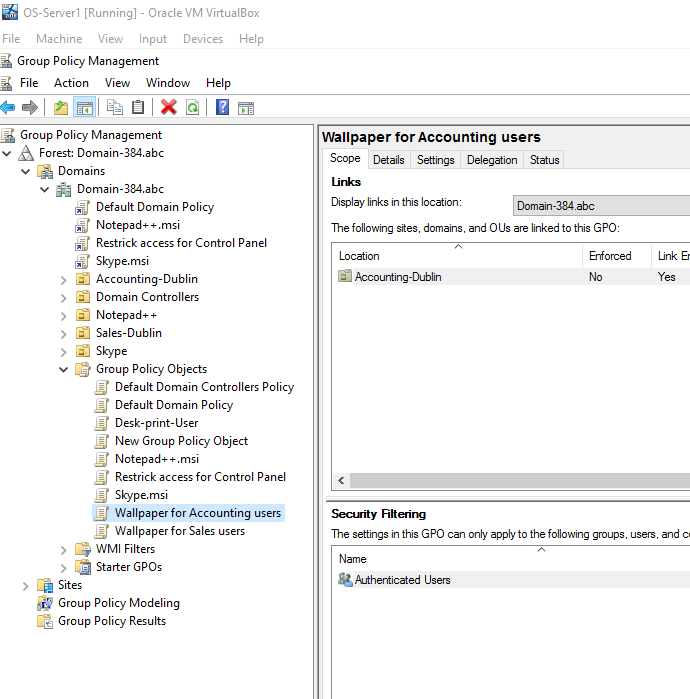 OS-Server1 [Running] - Oracle VM VirtualBox
File Machine View Input Devices Help
Group Policy Management
File Action View Window Help
Group Policy Management
Forest: Domain-384.abc
Domains
Domain-384.abc
Default Domain Policy
Notepad++.msi
Restrick access for Control Panel
Skype.msi
Accounting-Dublin
Domain Controllers
Notepad++
Sales-Dublin
Skype
Group Policy Objects
Default Domain Controllers Policy
Default Domain Policy
Desk-print-User
New Group Policy Object
Notepad++.msi
Restrick access for Control Panel
Skype.msi
Wallpaper for Accounting users
Wallpaper for Sales users
WMI Filters
Starter GPOs
Sites
Group Policy Modeling
Group Policy Results
Wallpaper for Accounting users
Scope Details Settings Delegation Status
Links
Display links in this location: Domain-384.abc
The following sites, domains, and OUs are linked to this GPO:
Location Enforced Link En
Accounting-Dublin No Yes
Security Filtering
The settings in this GPO can only apply to the following groups, users, and co
Name
Authenticated Users